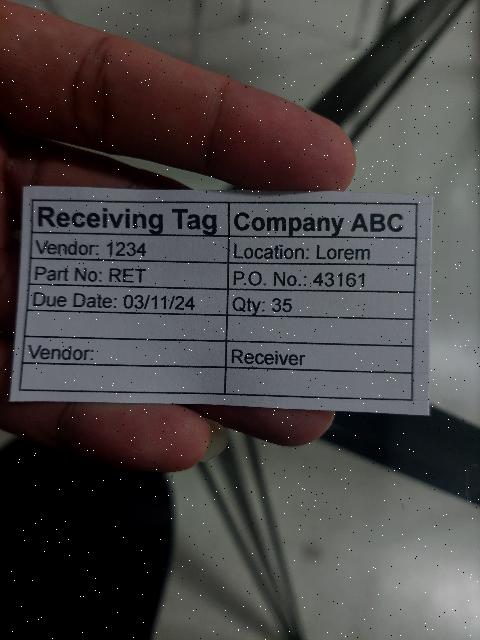 Receiving Tag Company ABC
Vendor: 1234 Location: Lorem
Part No: RET P.O. No.: 43161
Due Date: 03/11/24 Qty: 35
Vendor: Receiver